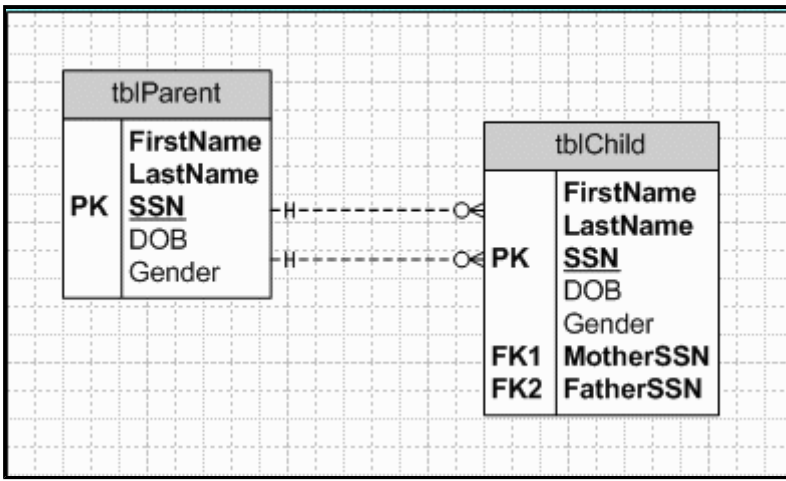 tblParent
FirstName
LastName
PK SSN
DOB
Gender
tblChild
FirstName
LastName
PK SSN
DOB
Gender
FK1 MotherSSN
FK2 FatherSSN